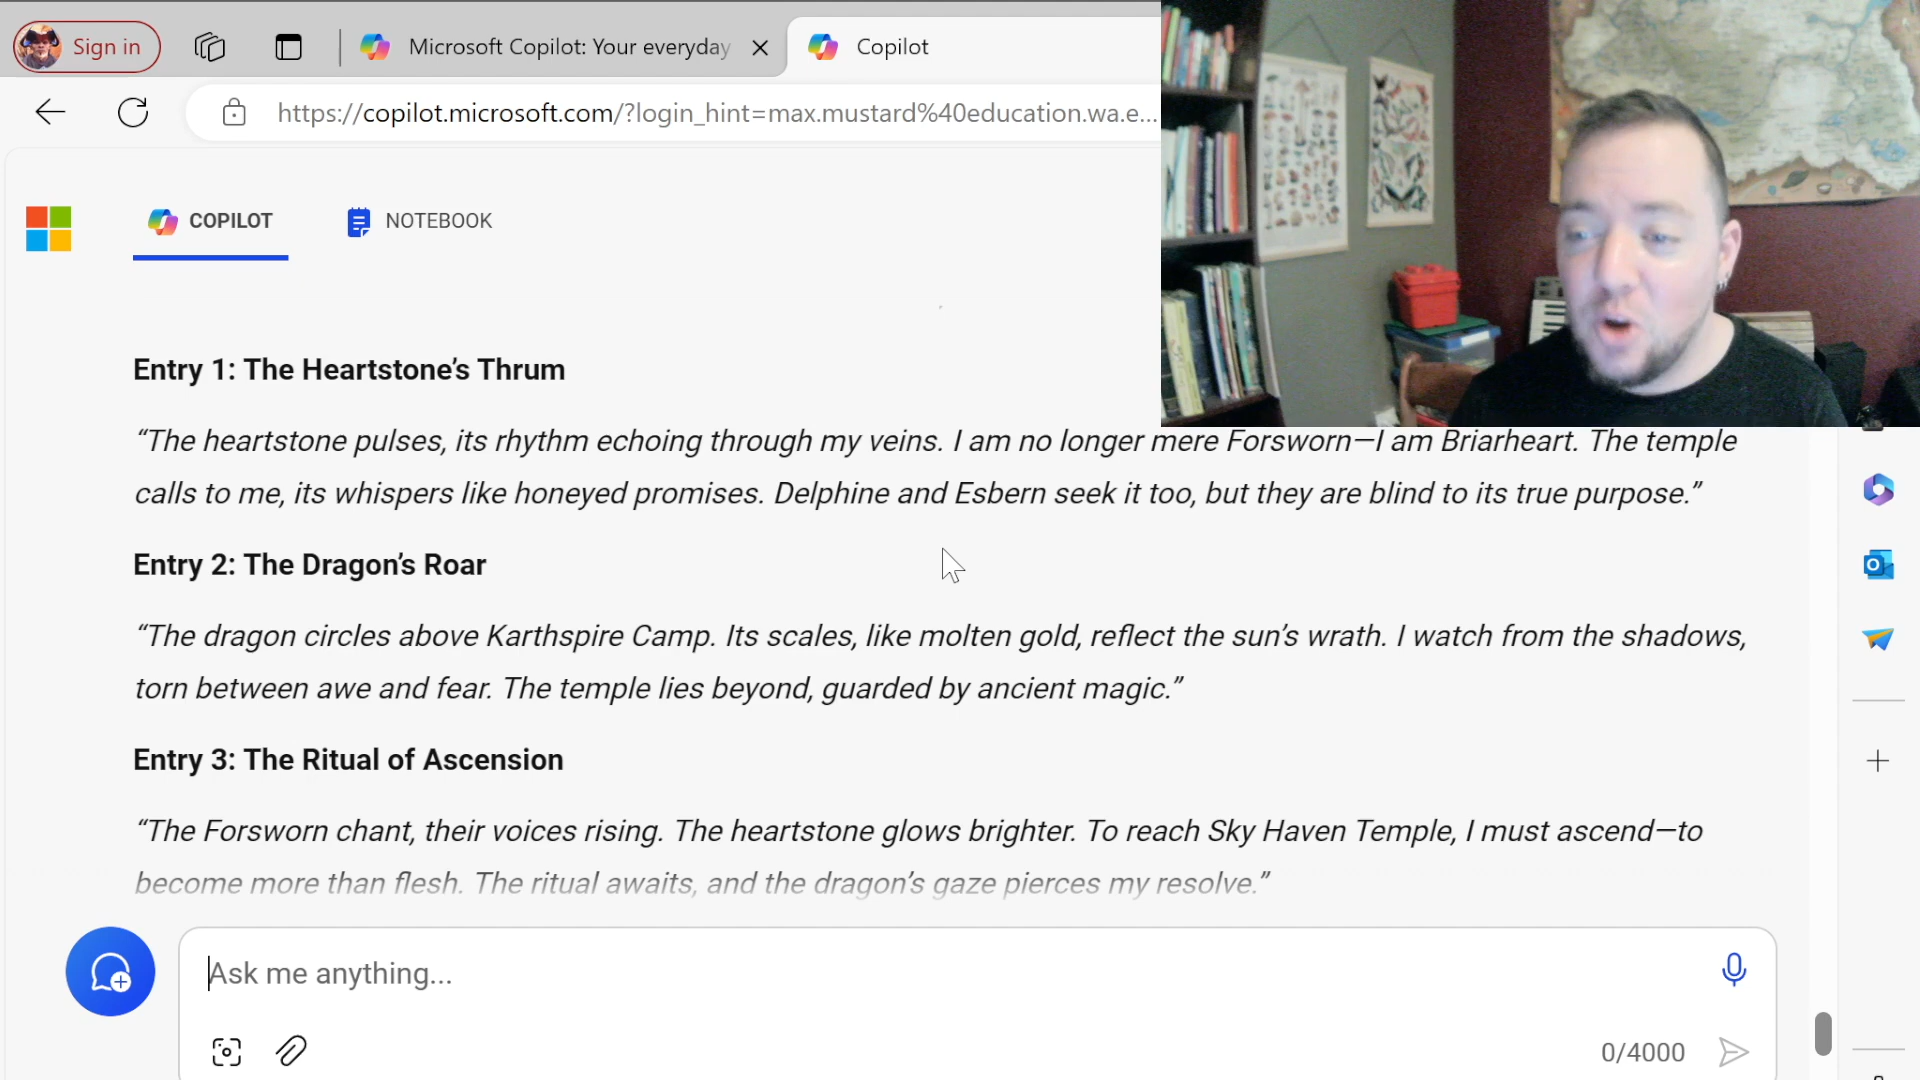 Sign in
Microsoft Copilot: Your everyday
Copilot
https://copilot.microsoft.com/?login_hint=max.mustard%40education.wa.e...
COPILOT
NOTEBOOK
Entry 1: The Heartstone’s Thrum
“The heartstone pulses, its rhythm echoing through my veins. I am no longer mere Forsworn—I am Briarheart. The temple
calls to me, its whispers like honeyed promises. Delphine and Esbern seek it too, but they are blind to its true purpose.”
Entry 2: The Dragon’s Roar
“The dragon circles above Karthspire Camp. Its scales, like molten gold, reflect the sun’s wrath. I watch from the shadows,
torn between awe and fear. The temple lies beyond, guarded by ancient magic.”
Entry 3: The Ritual of Ascension
“The Forsworn chant, their voices rising. The heartstone glows brighter. To reach Sky Haven Temple, I must ascend—to
become more than flesh. The ritual awaits, and the dragon’s gaze pierces my resolve.”
Ask me anything...
0/4000